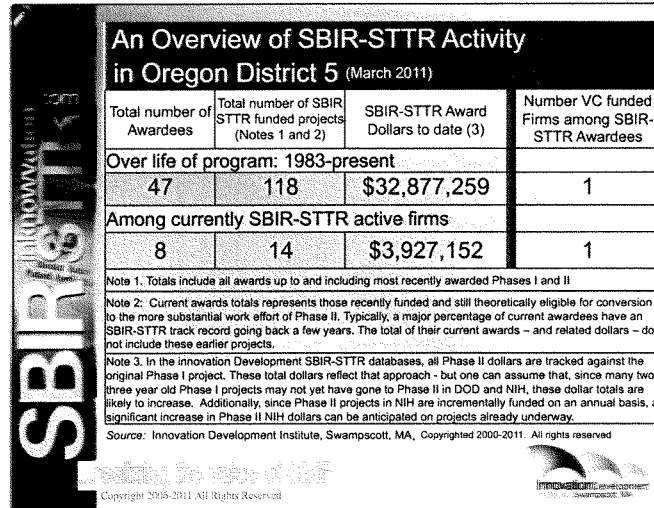 An Overview of SBIR-STTR Activity
in Oregon District 5 (March 2011)
Total number of
Awardees
Total number of SBIR
STTR funded projects
(Notes 1 and 2)
SBIR-STTR Award
Dollars to date (3)
Number VC funded
Firms among SBIR-
STTR Awardees
Over life of program: 1983-present
47 118 $32,877,259 1
Among currently SBIR-STTR active firms
8 14 $3,927,152 1
Note 1. Totals include all awards up to and including most recently awarded Phases I and II
Note 2: Current awards totals represents those recently funded and still theoretically eligible for conversion
to the more substantial work effort of Phase II. Typically, a major percentage of current awardees have an
SBIR-STTR track record going back a few years. The total of their current awards – and related dollars – do
not include these earlier projects.
Note 3. In the innovation Development SBIR-STTR databases, all Phase II dollars are tracked against the
original Phase I project. These total dollars reflect that approach - but one can assume that, since many two
three year old Phase I projects may not yet have gone to Phase II in DOD and NIH, these dollar totals are
likely to increase. Additionally, since Phase II projects in NIH are incrementally funded on an annual basis, a
significant increase in Phase II NIH dollars can be anticipated on projects already underway.
Source: Innovation Development Institute, Swampscott, MA, Copyrighted 2000-2011. All rights reserved
SBIR&STTR
inknowvation
.com
Copyright 2006-2011 All Rights Reserved
Innovation Development
Swampscott, MA